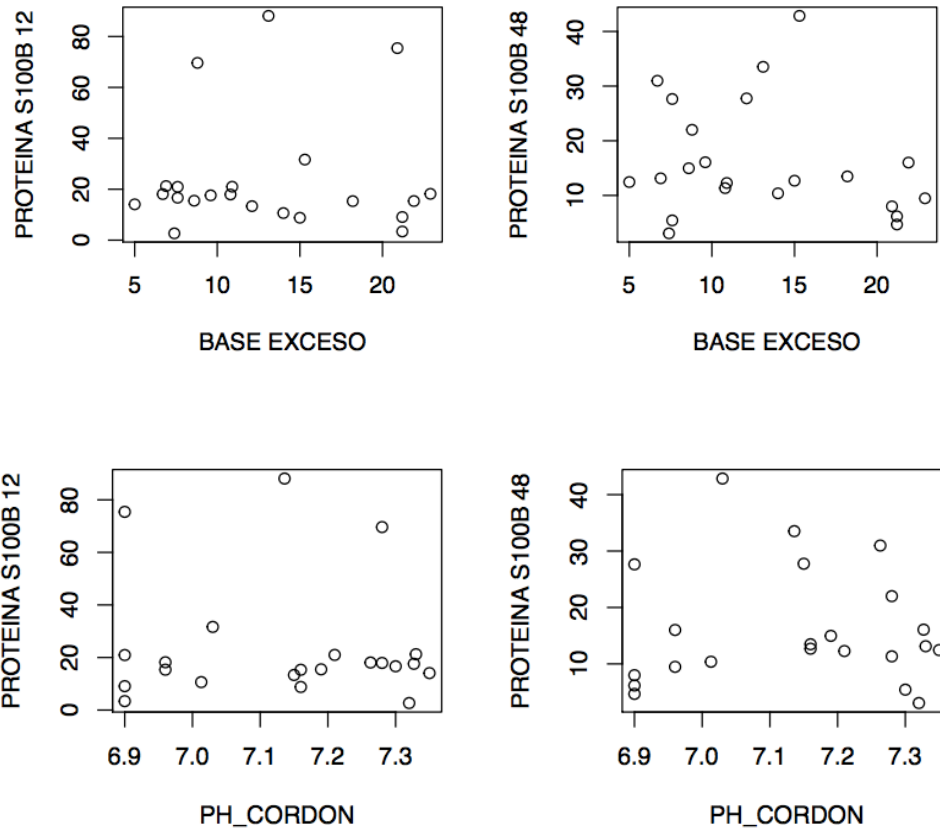 PROTEINA S100B 12
0 20 40 60 80
5 10 15 20
BASE EXCESO
PROTEINA S100B 48
10 20 30 40
5 10 15 20
BASE EXCESO
PROTEINA S100B 12
0 20 40 60 80
6.9 7.0 7.1 7.2 7.3
PH_CORDON
PROTEINA S100B 48
10 20 30 40
6.9 7.0 7.1 7.2 7.3
PH_CORDON